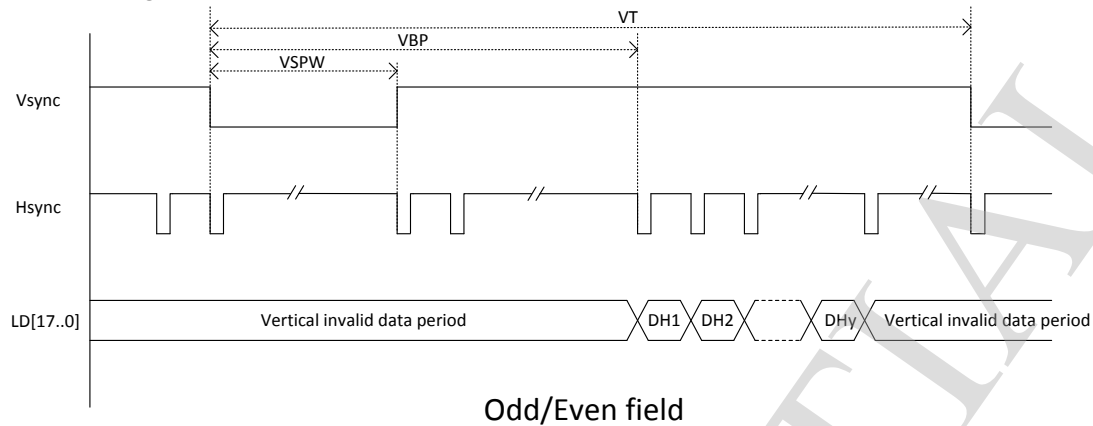 VT
VBP
VSPW
Vsync
Hsync
LD[17..0]
Vertical invalid data period
DH1
DH2
DHy
Vertical invalid data period
Odd/Even field